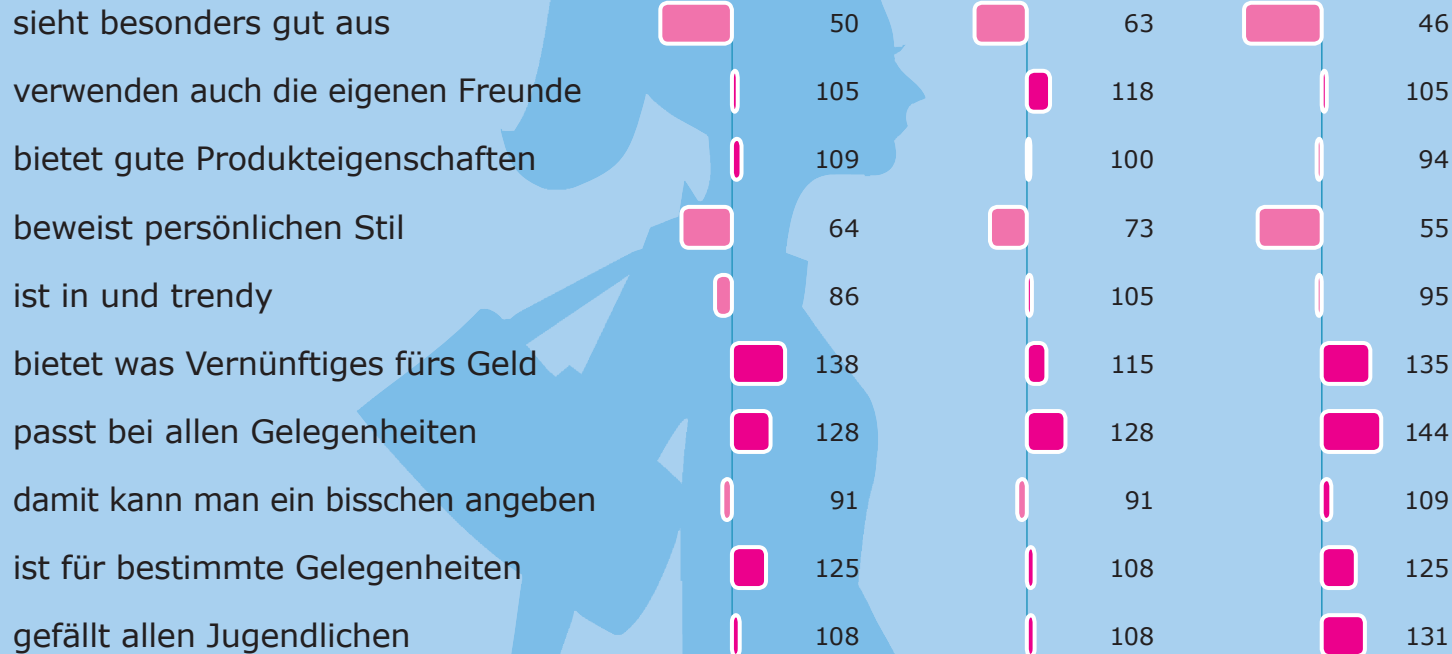 sieht besonders gut aus 50 63 46
verwenden auch die eigenen Freunde 105 118 105
bietet gute Produkteigenschaften 109 100 94
beweist persönlichen Stil 64 73 55
ist in und trendy 86 105 95
bietet was Vernünftiges fürs Geld 138 115 135
passt bei allen Gelegenheiten 128 128 144
damit kann man ein bisschen angeben 91 91 109
ist für bestimmte Gelegenheiten 125 108 125
gefällt allen Jugendlichen 108 108 131